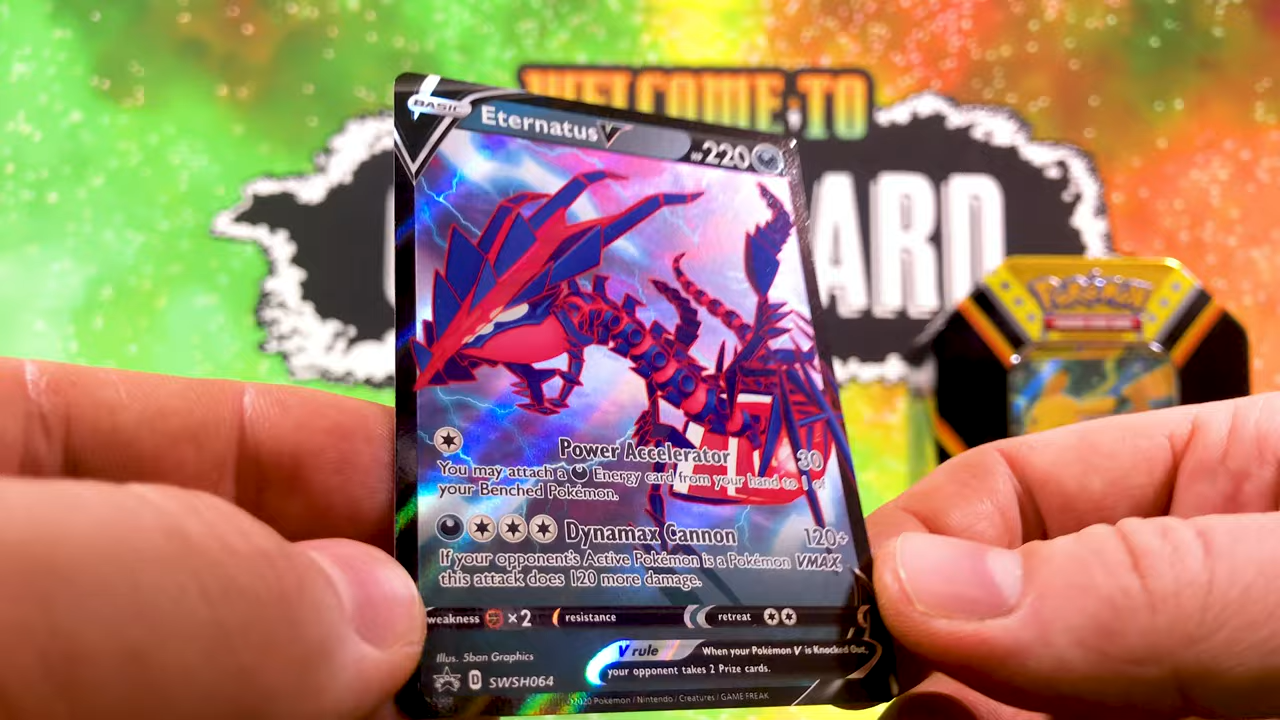 WELCOME TO
ARD
POKÉMON
BASIC
Eternatus V
HP 220
Power Accelerator 30
You may attach a Energy card from your hand to 1 of
your Benched Pokémon.
Dynamax Cannon 120+
If your opponent's Active Pokémon is a Pokémon VMAX,
this attack does 120 more damage.
weakness ×2 resistance retreat
V rule When your Pokémon V is Knocked Out,
your opponent takes 2 Prize cards.
Illus. 5ban Graphics
D SWSH064
©2020 Pokémon / Nintendo / Creatures / GAME FREAK